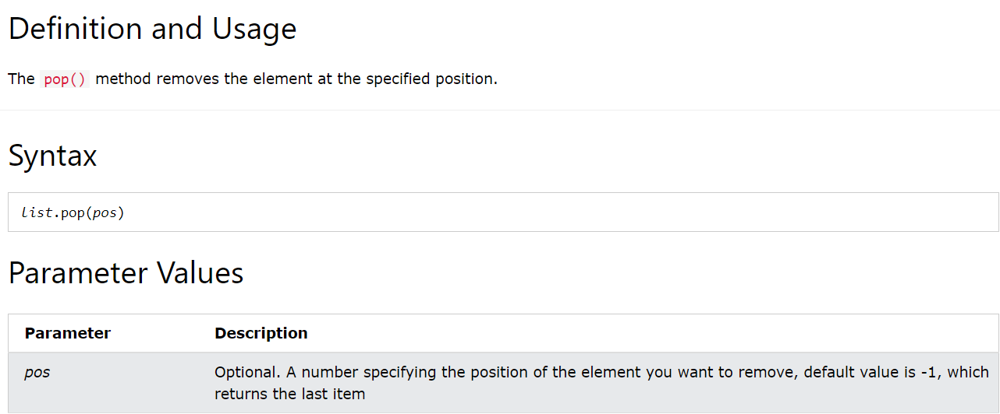 Definition and Usage
The pop() method removes the element at the specified position.
Syntax
list.pop(pos)
Parameter Values
Parameter Description
pos Optional. A number specifying the position of the element you want to remove, default value is -1, which
returns the last item